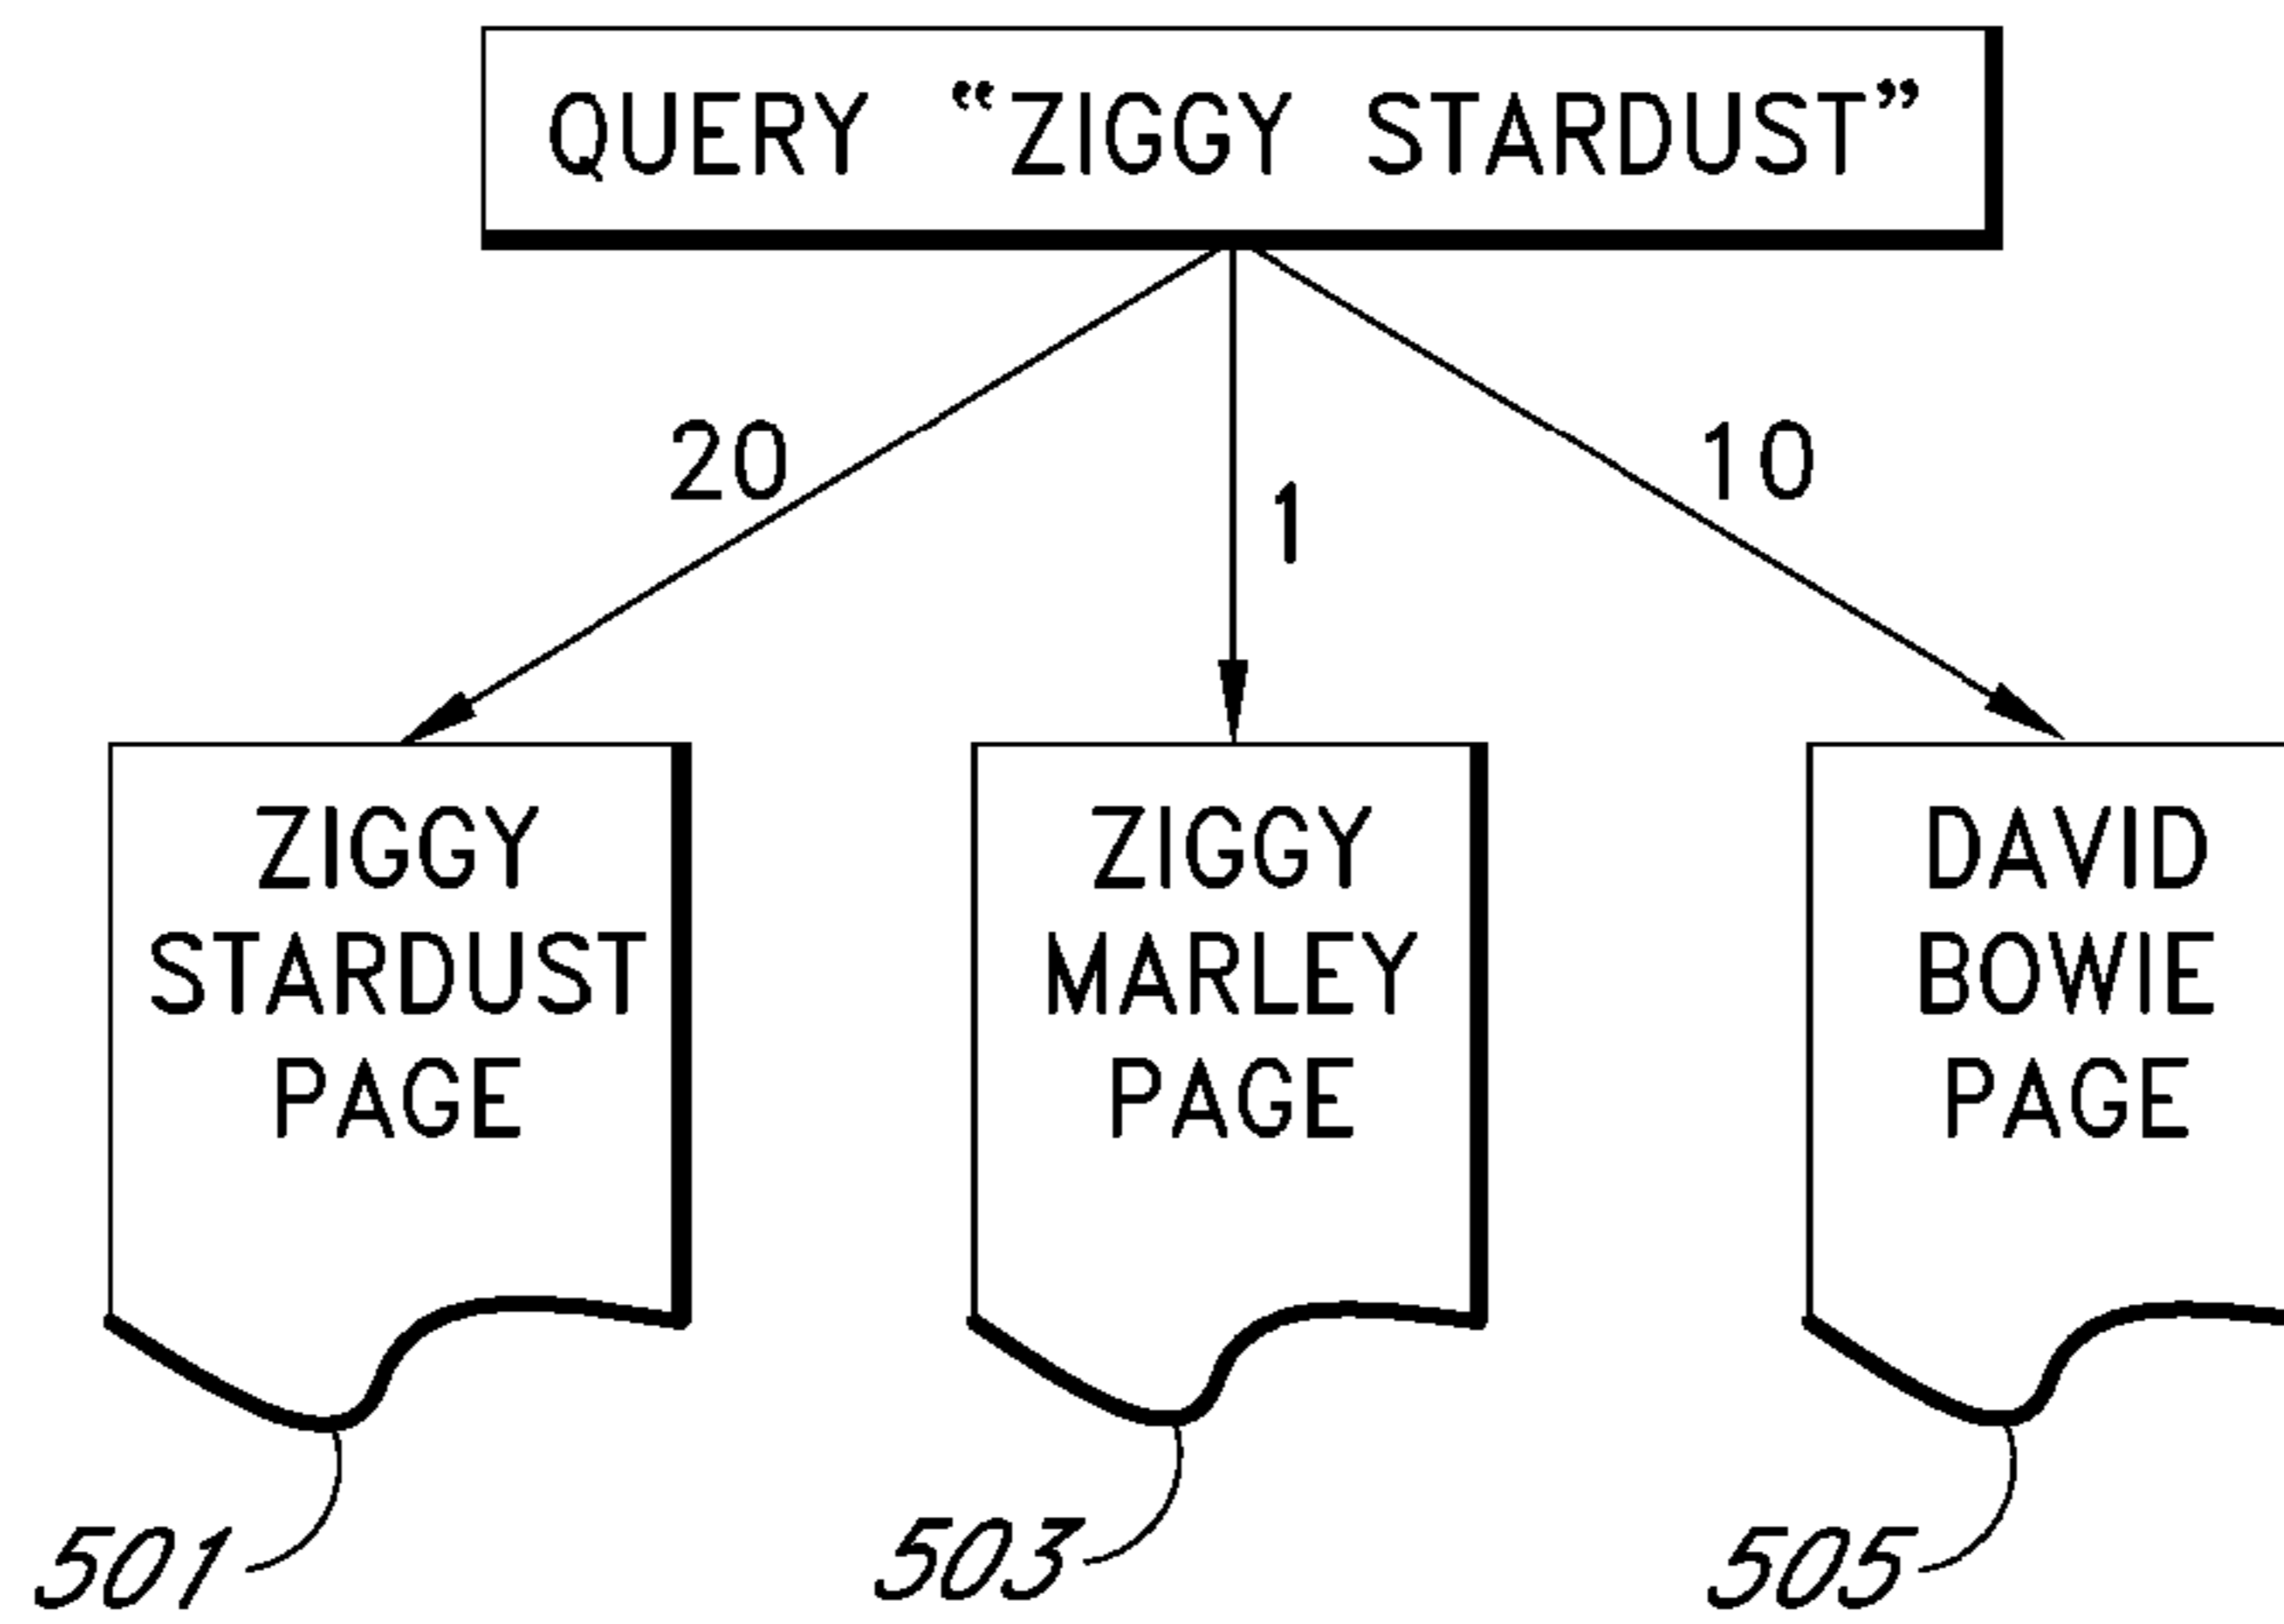 QUERY “ZIGGY STARDUST”
20
1
10
ZIGGY
STARDUST
PAGE
ZIGGY
MARLEY
PAGE
DAVID
BOWIE
PAGE
501
503
505